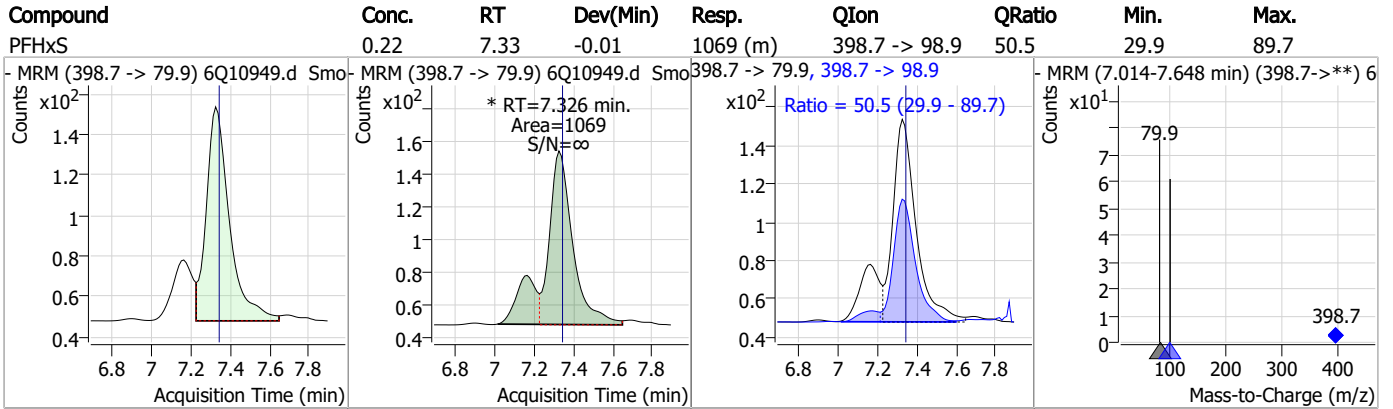 Compound Conc. RT Dev(Min) Resp. QIon QRatio Min. Max.
PFHxS 0.22 7.33 -0.01 1069 (m) 398.7 -> 98.9 50.5 29.9 89.7
- MRM (398.7 -> 79.9) 6Q10949.d Smo
Counts
x10²
1.4
1.2
1
0.8
0.6
0.4
6.8 7 7.2 7.4 7.6 7.8
Acquisition Time (min)
- MRM (398.7 -> 79.9) 6Q10949.d Smo
Counts
x10²
* RT=7.326 min.
Area=1069
S/N=∞
1.6
1.4
1.2
1
0.8
0.6
0.4
6.8 7 7.2 7.4 7.6 7.8
Acquisition Time (min)
398.7 -> 79.9, 398.7 -> 98.9
x10²
Ratio = 50.5 (29.9 - 89.7)
1.4
1.2
1
0.8
0.6
0.4
6.8 7 7.2 7.4 7.6 7.8
Acquisition Time (min)
- MRM (7.014-7.648 min) (398.7->**) 6
Counts
x10¹
79.9
7
6
5
4
3
2
1
0
398.7
100 200 300 400
Mass-to-Charge (m/z)